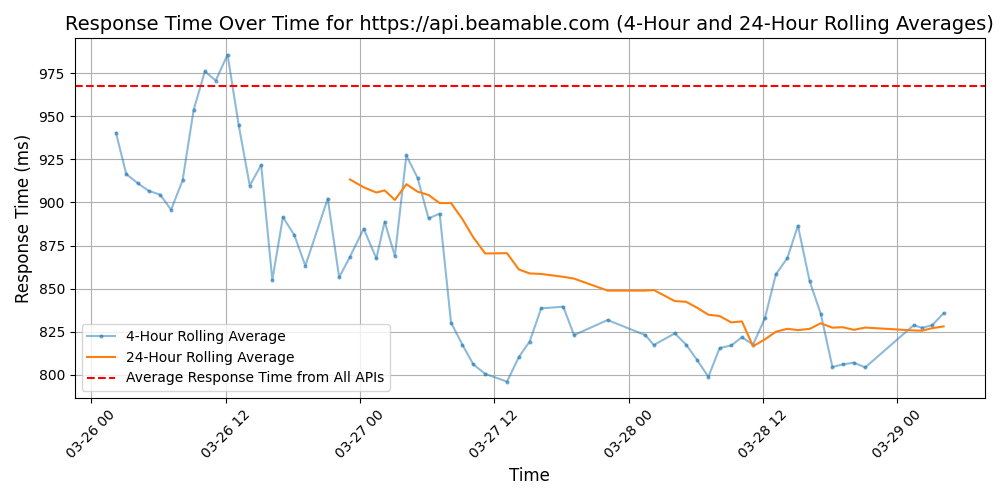 Response Time Over Time for https://api.beamable.com (4-Hour and 24-Hour Rolling Averages)
Response Time (ms)
975
950
925
900
875
850
825
800
4-Hour Rolling Average
24-Hour Rolling Average
Average Response Time from All APIs
03-26 00
03-26 12
03-27 00
03-27 12
03-28 00
03-28 12
03-29 00
Time